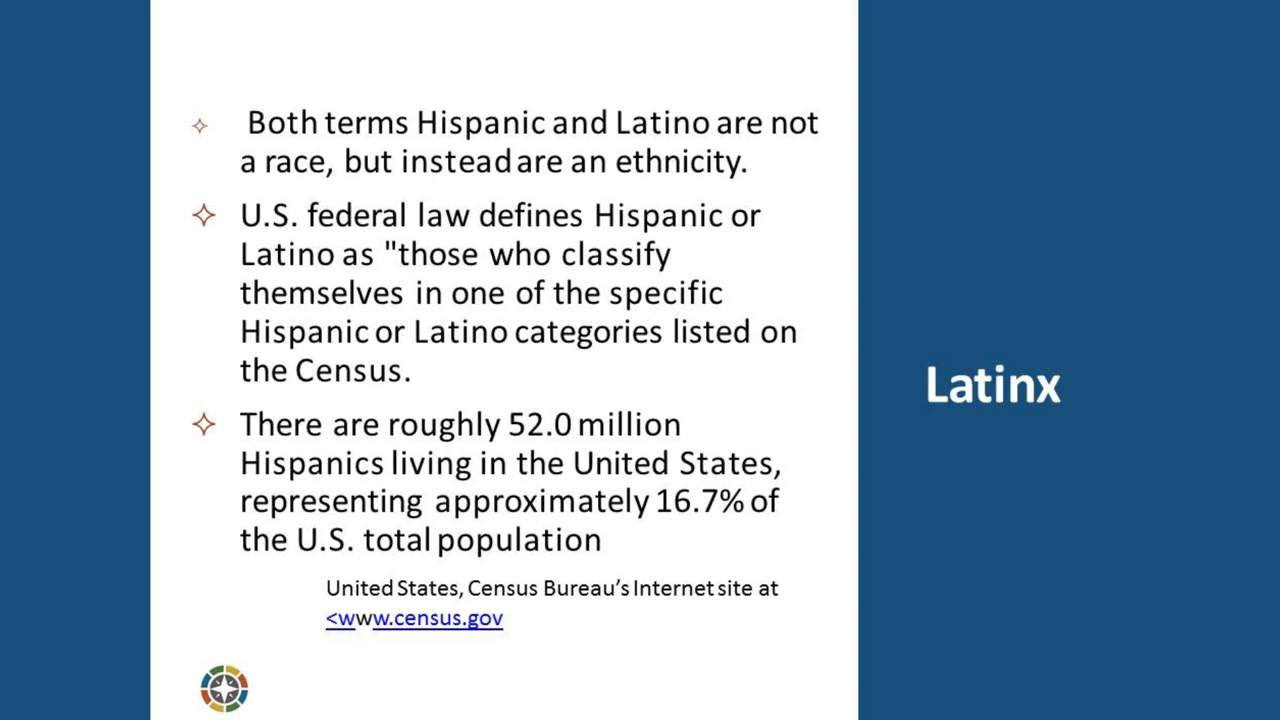 Both terms Hispanic and Latino are not
a race, but instead are an ethnicity.
U.S. federal law defines Hispanic or
Latino as "those who classify
themselves in one of the specific
Hispanic or Latino categories listed on
the Census.
There are roughly 52.0 million
Hispanics living in the United States,
representing approximately 16.7% of
the U.S. total population
United States, Census Bureau’s Internet site at
<www.census.gov
Latinx